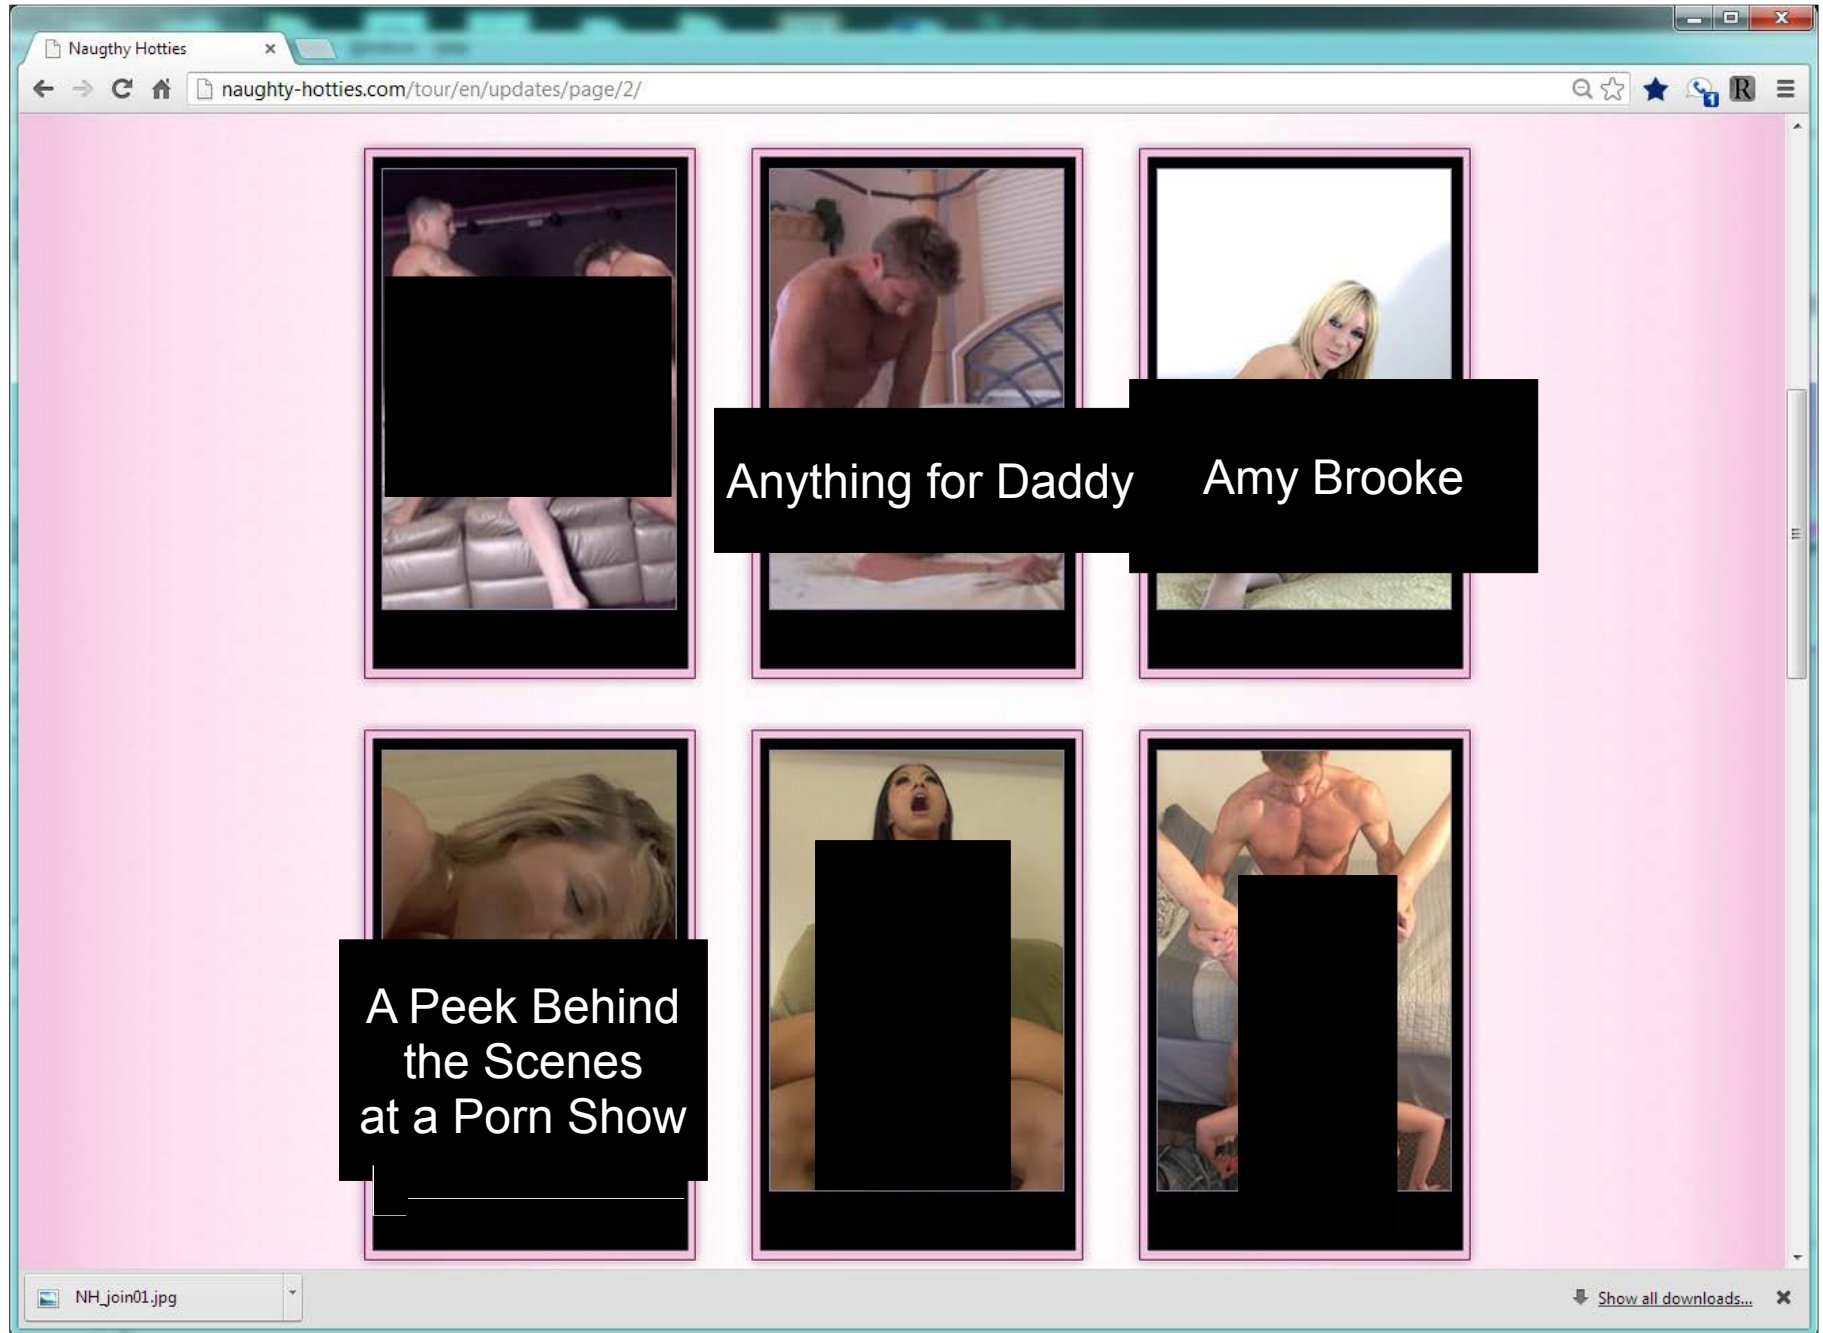 Naugthy Hotties
naughty-hotties.com/tour/en/updates/page/2/
1
R
Anything for Daddy
Amy Brooke
A Peek Behind
the Scenes
at a Porn Show
NH_join01.jpg
Show all downloads...